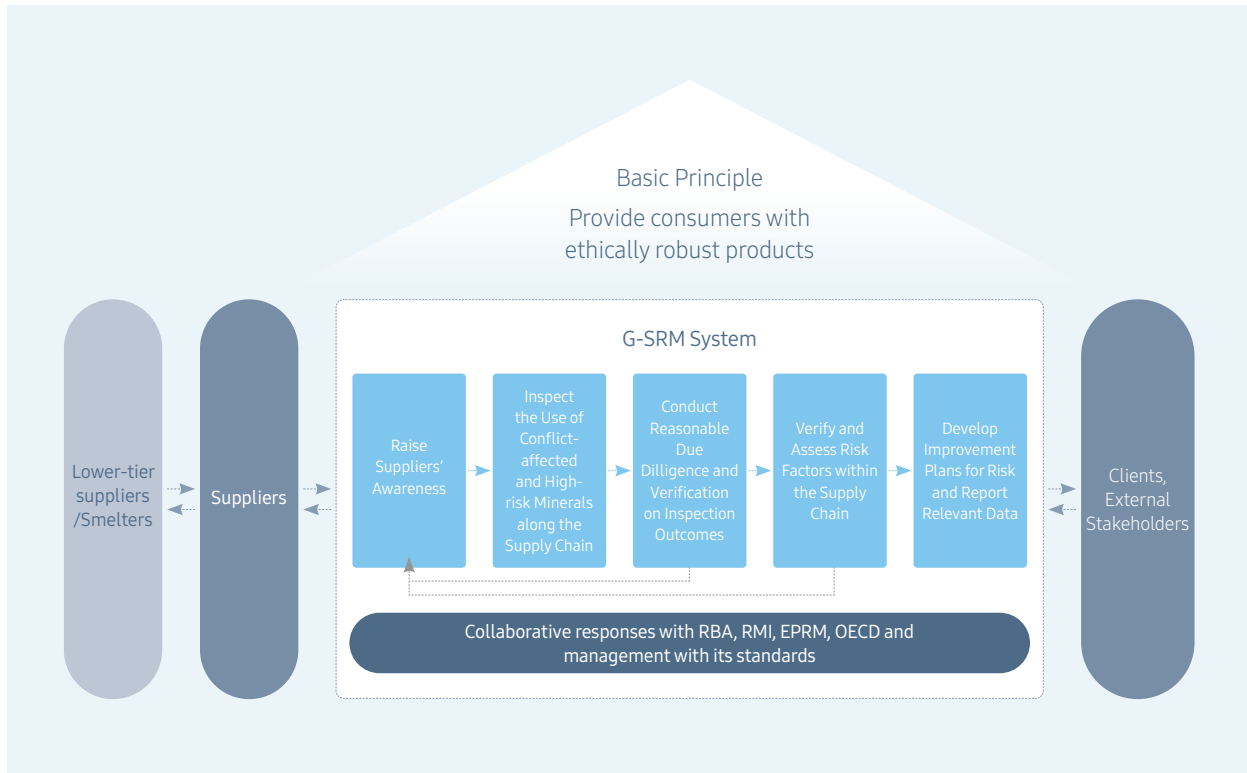 Basic Principle
Provide consumers with
ethically robust products
Lower-tier
suppliers
/Smelters
Suppliers
G-SRM System
Raise
Suppliers'
Awareness
Inspect
the Use of
Conflict-
affected
and High-
risk Minerals
along the
Supply Chain
Conduct
Reasonable
Due
Dilligence and
Verification
on Inspection
Outcomes
Verify and
Assess Risk
Factors within
the Supply
Chain
Develop
Improvement
Plans for Risk
and Report
Relevant Data
Collaborative responses with RBA, RMI, EPRM, OECD and
management with its standards
Clients,
External
Stakeholders